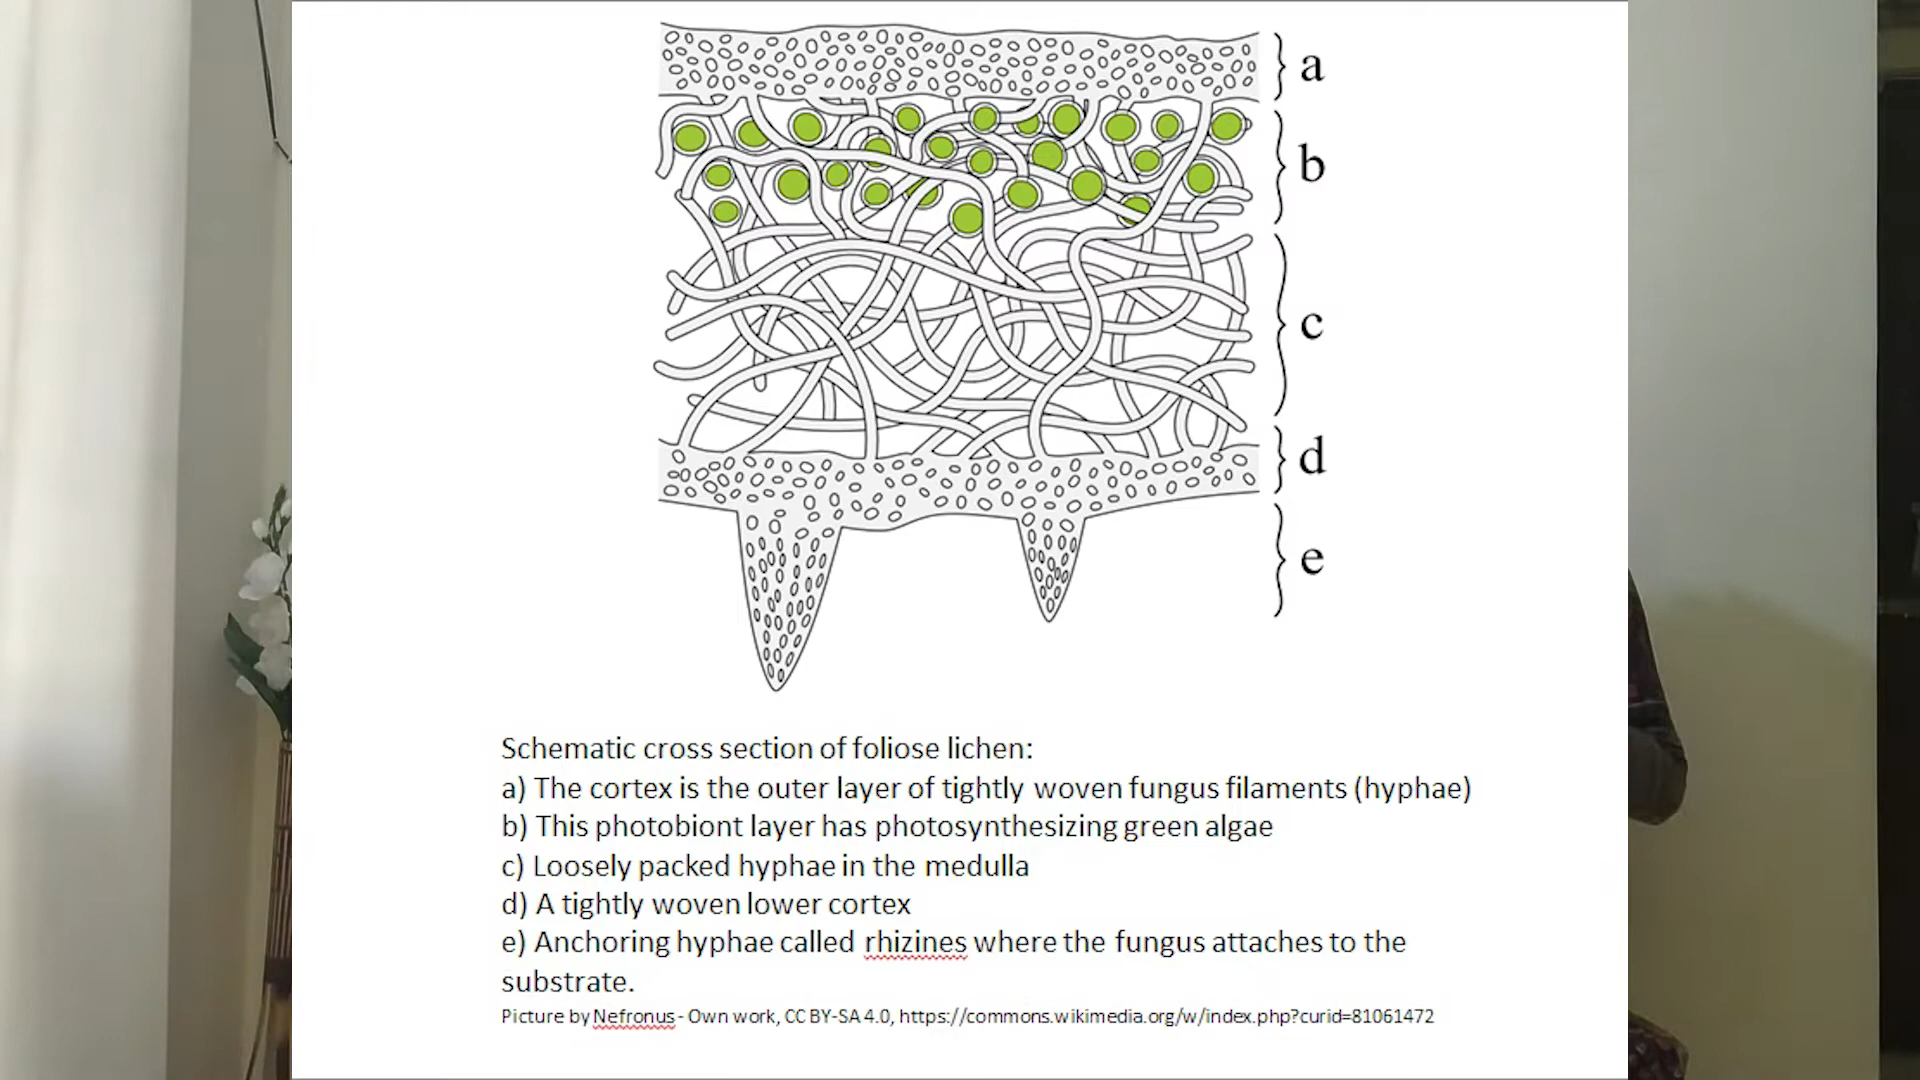 a
b
c
d
e
Schematic cross section of foliose lichen:
a) The cortex is the outer layer of tightly woven fungus filaments (hyphae)
b) This photobiont layer has photosynthesizing green algae
c) Loosely packed hyphae in the medulla
d) A tightly woven lower cortex
e) Anchoring hyphae called rhizines where the fungus attaches to the
substrate.
Picture by Nefronus - Own work, CC BY-SA 4.0, https://commons.wikimedia.org/w/index.php?curid=81061472